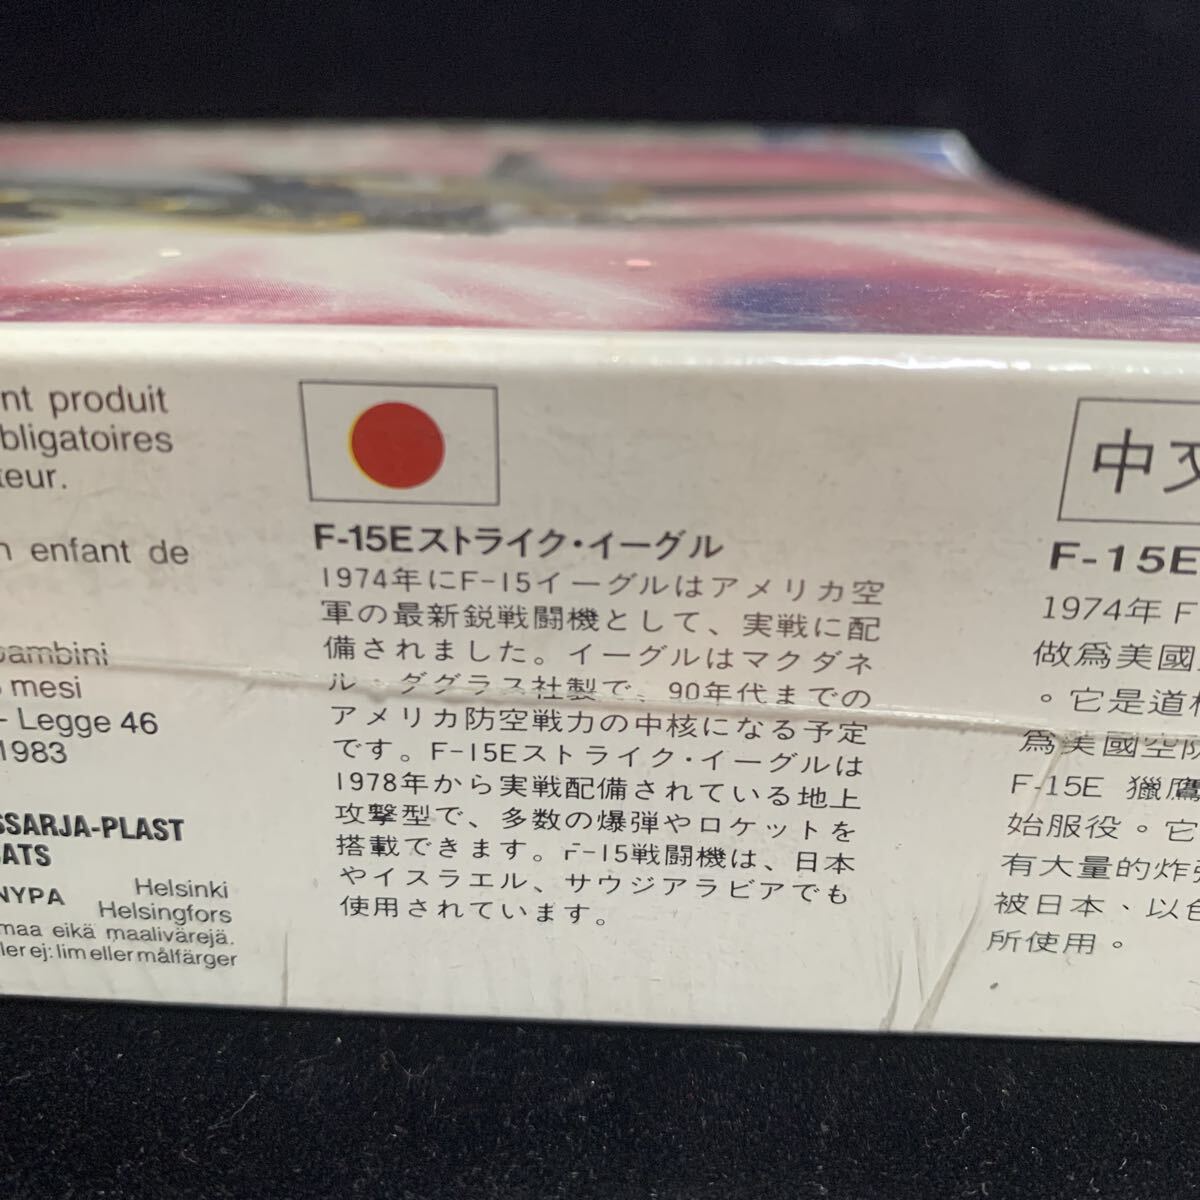 nt produit
bligatoires
teur.
n enfant de
bambini
mesi
– Legge 46
1983
SSARJA-PLAST
SATS
NYPA Helsinki
Helsingfors
maa eikä maalivärejä.
ler ej: lim eller målfärger
F-15Eストライク・イーグル
1974年にF-15イーグルはアメリカ空
軍の最新鋭戦闘機として、実戦に配
備されました。イーグルはマクダネ
ル・ダグラス社製で、90年代までの
アメリカ防空戦力の中核になる予定
です。F-15Eストライク・イーグルは
1978年から実戦配備されている地上
攻撃型で、多数の爆弾やロケットを
搭載できます。F-15戦闘機は、日本
やイスラエル、サウジアラビアでも
使用されています。
中文
F-15E
1974年 F
做爲美國
。它是道格
爲美國空防
F-15E 獵鷹
始服役。它
有大量的炸弹
被日本、以色
所使用。